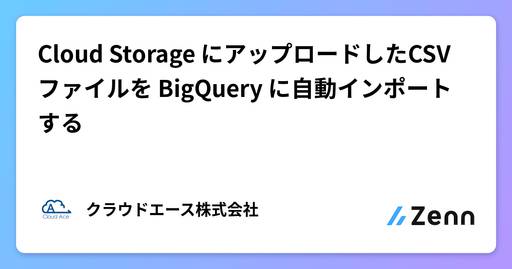 Cloud Storage にアップロードしたCSV
ファイルを BigQuery に自動インポート
する
A
Cloud Ace
クラウドエース株式会社
Zenn